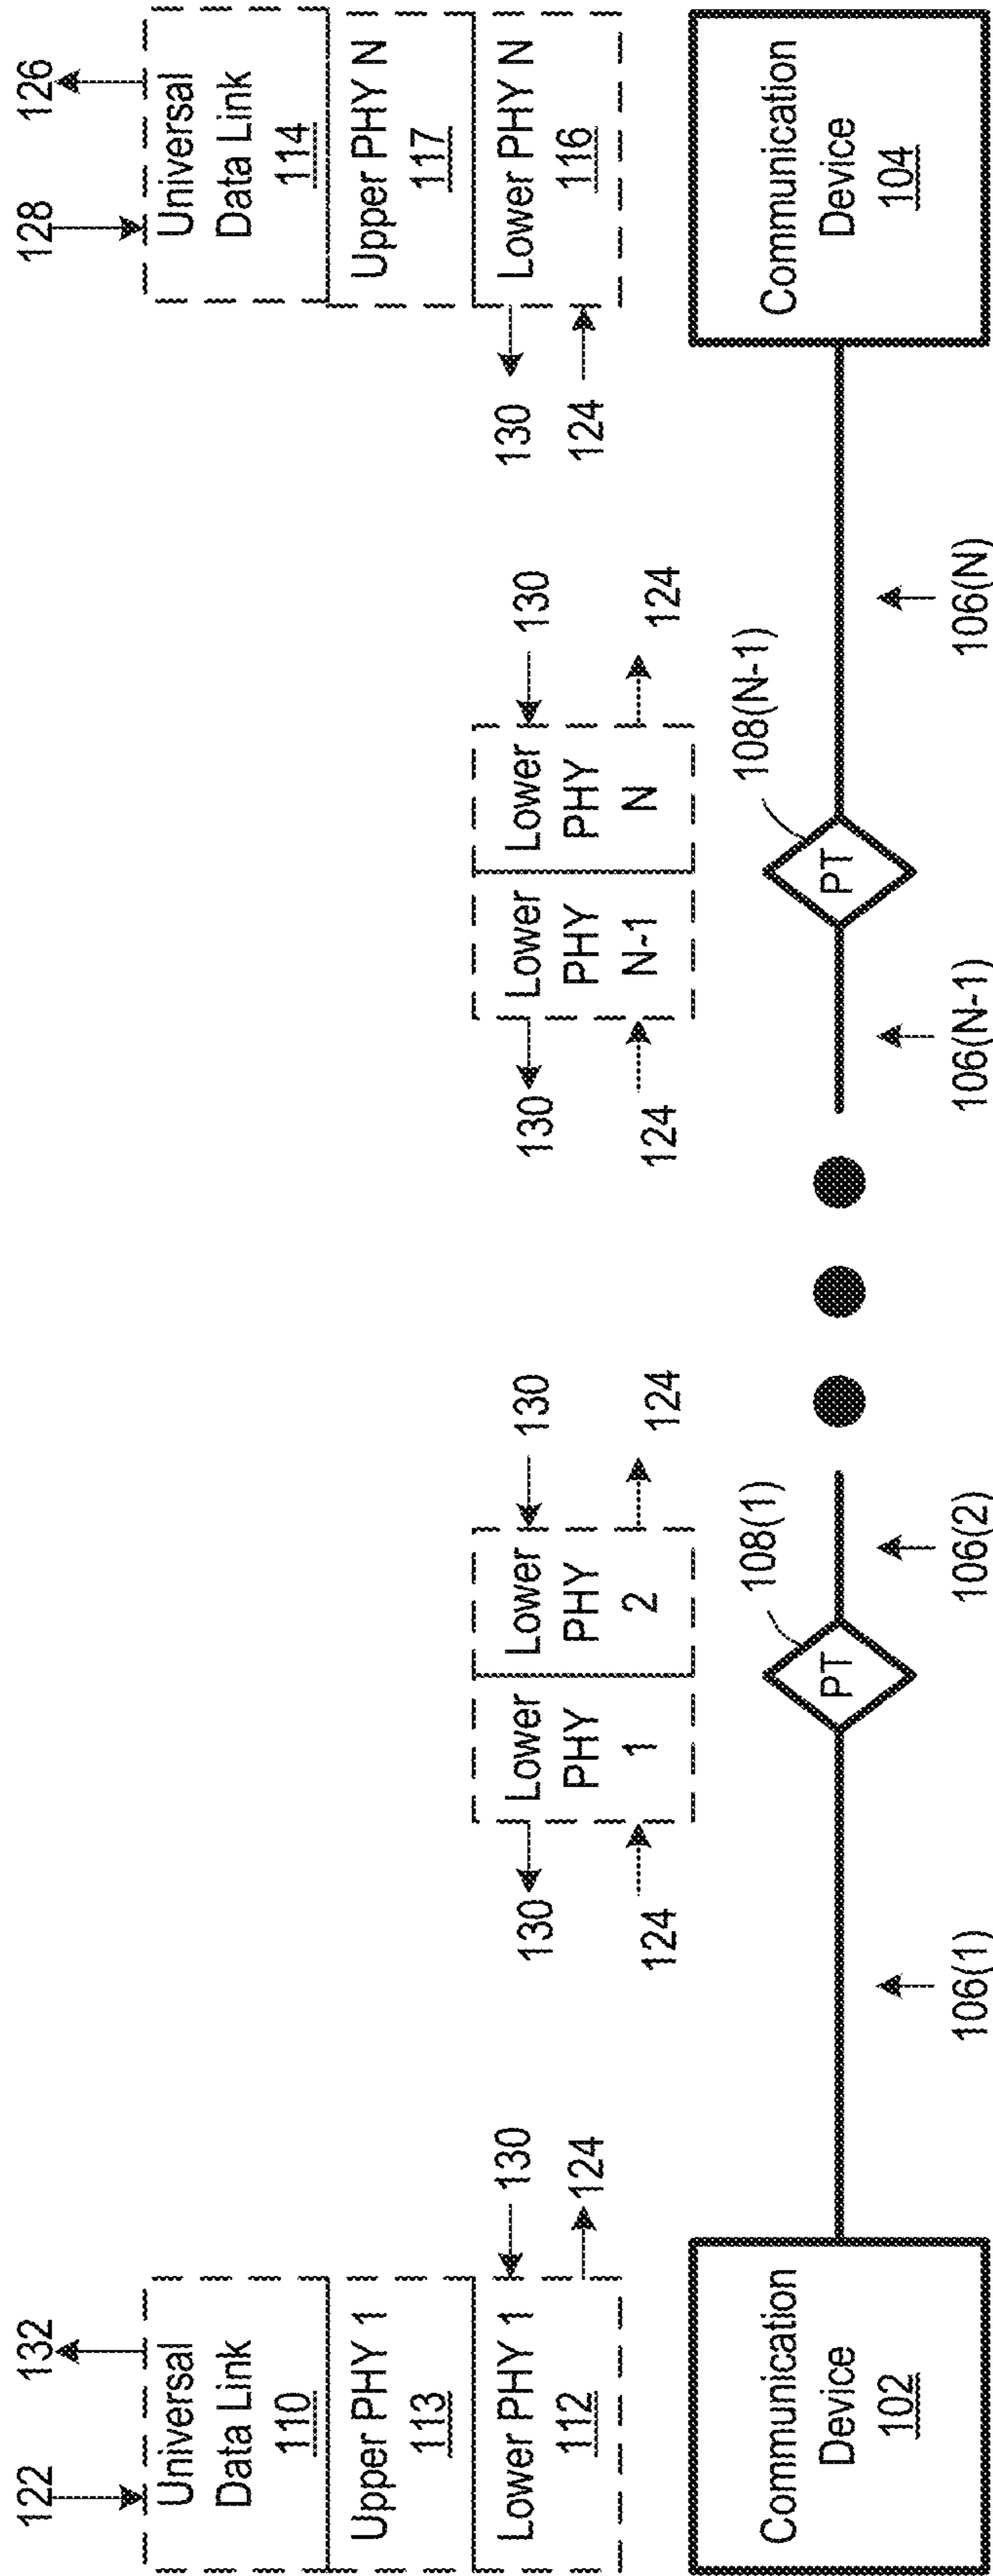 122
132
Universal
Data Link
110
Upper PHY 1
113
Lower PHY 1
112
130
124
Communication
Device
102
106(1)
130
124
Lower
PHY
1
Lower
PHY
2
130
124
PT
108(1)
106(2)
130
124
Lower
PHY
N-1
Lower
PHY
N
130
124
106(N-1)
PT
108(N-1)
106(N)
128
126
Universal
Data Link
114
Upper PHY N
117
Lower PHY N
116
130
124
Communication
Device
104